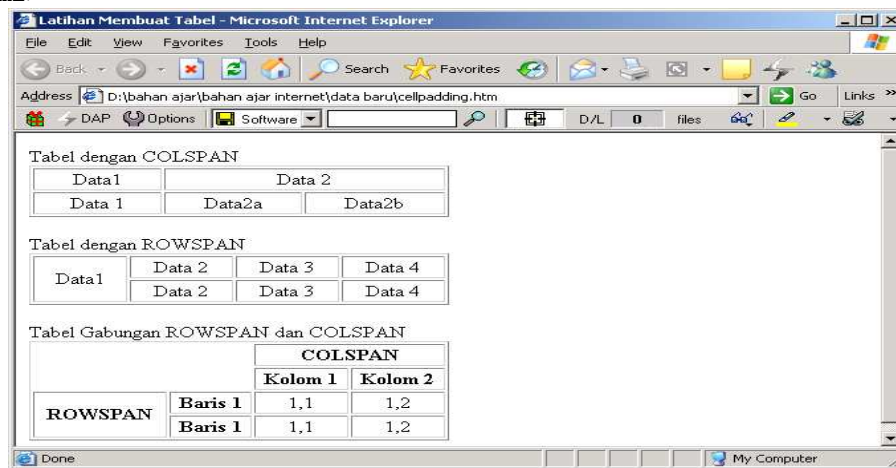 Latihan Membuat Tabel - Microsoft Internet Explorer
File Edit View Favorites Tools Help
Back Search Favorites
Address D:\bahan ajar\bahan ajar internet\data baru\cellpadding.htm Go Links »
DAP Options Software D/L 0 files
Tabel dengan COLSPAN
Data1 Data 2
Data 1 Data2a Data2b
Tabel dengan ROWSPAN
Data1 Data 2 Data 3 Data 4
Data 2 Data 3 Data 4
Tabel Gabungan ROWSPAN dan COLSPAN
COLSPAN
Kolom 1 Kolom 2
ROWSPAN Baris 1 1,1 1,2
Baris 1 1,1 1,2
Done My Computer